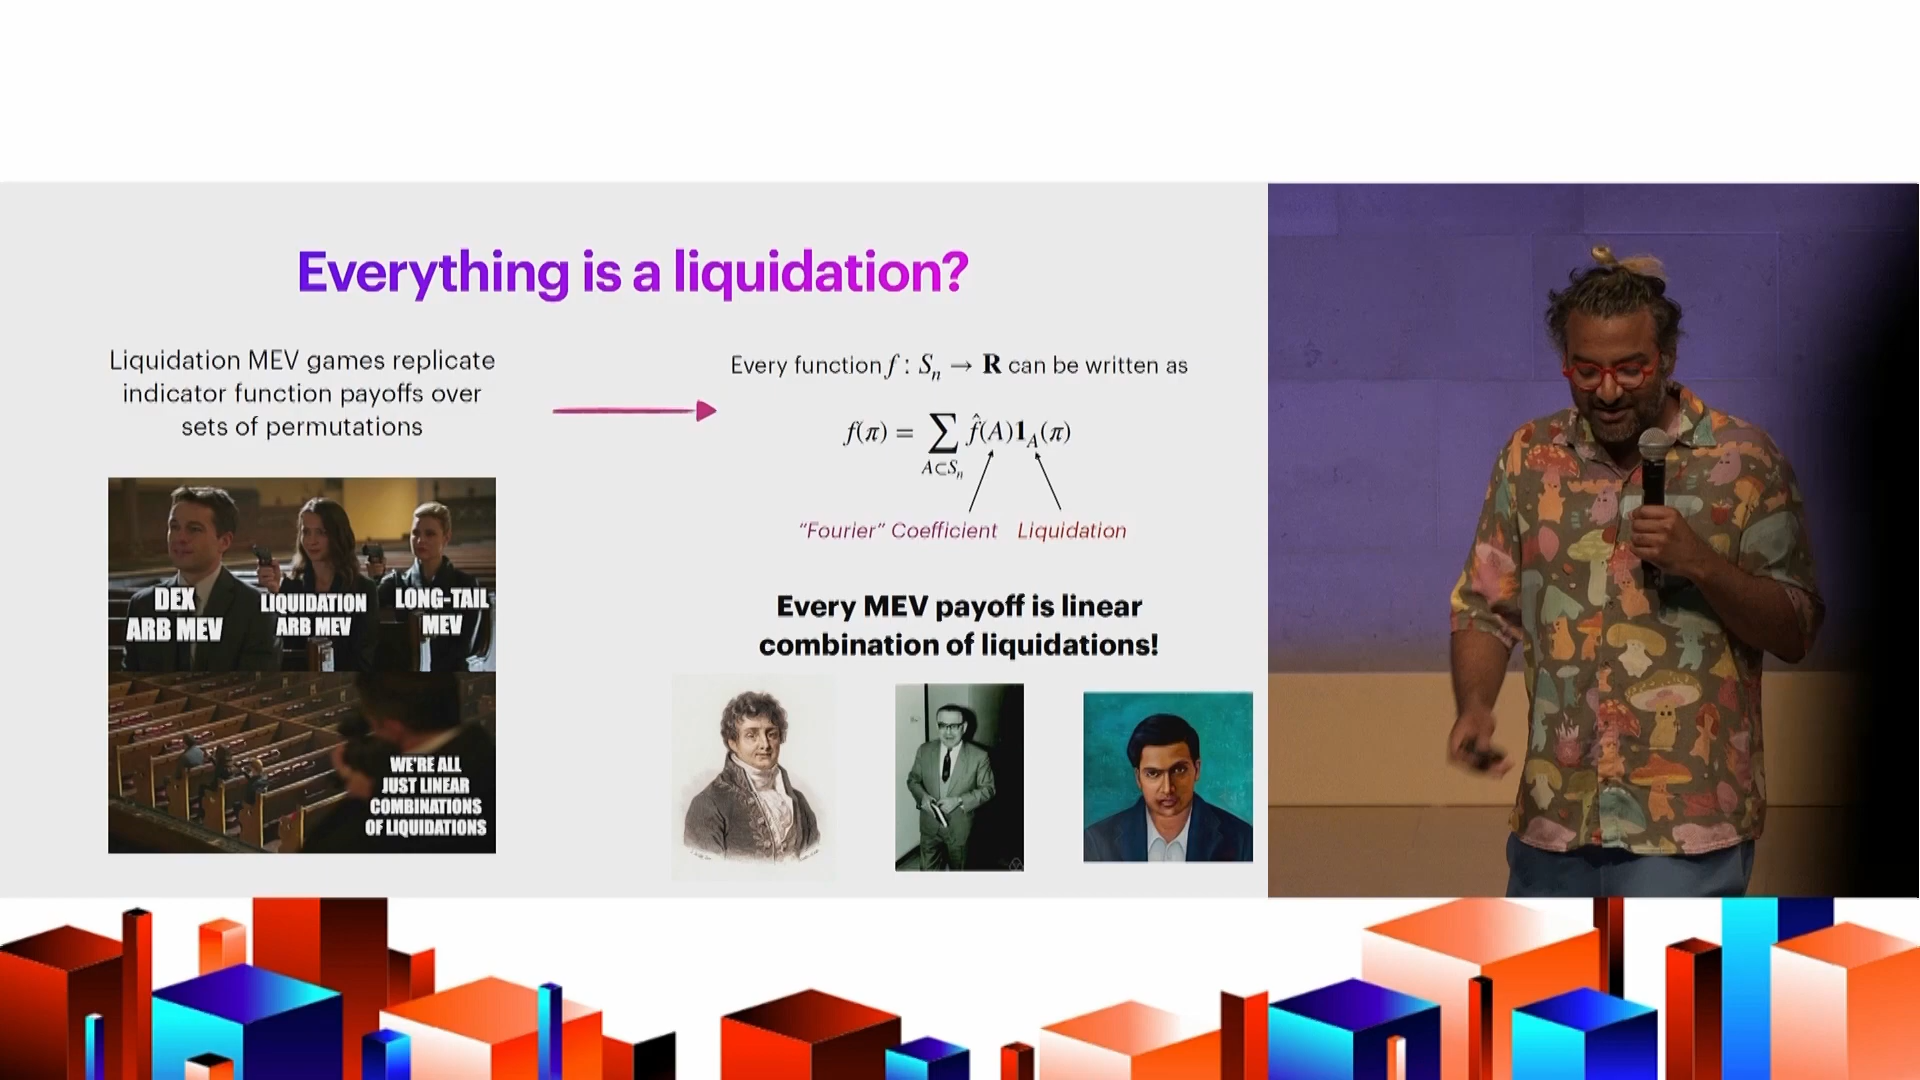 Everything is a liquidation?
Liquidation MEV games replicate
indicator function payoffs over
sets of permutations
DEX
ARB MEV
LIQUIDATION
ARB MEV
LONG-TAIL
MEV
WE'RE ALL
JUST LINEAR
COMBINATIONS
OF LIQUIDATIONS
Every function f : Sₙ → R can be written as
f(π) = ∑ f̂(A)1_A(π)
A⊂Sₙ
“Fourier” Coefficient Liquidation
Every MEV payoff is linear
combination of liquidations!